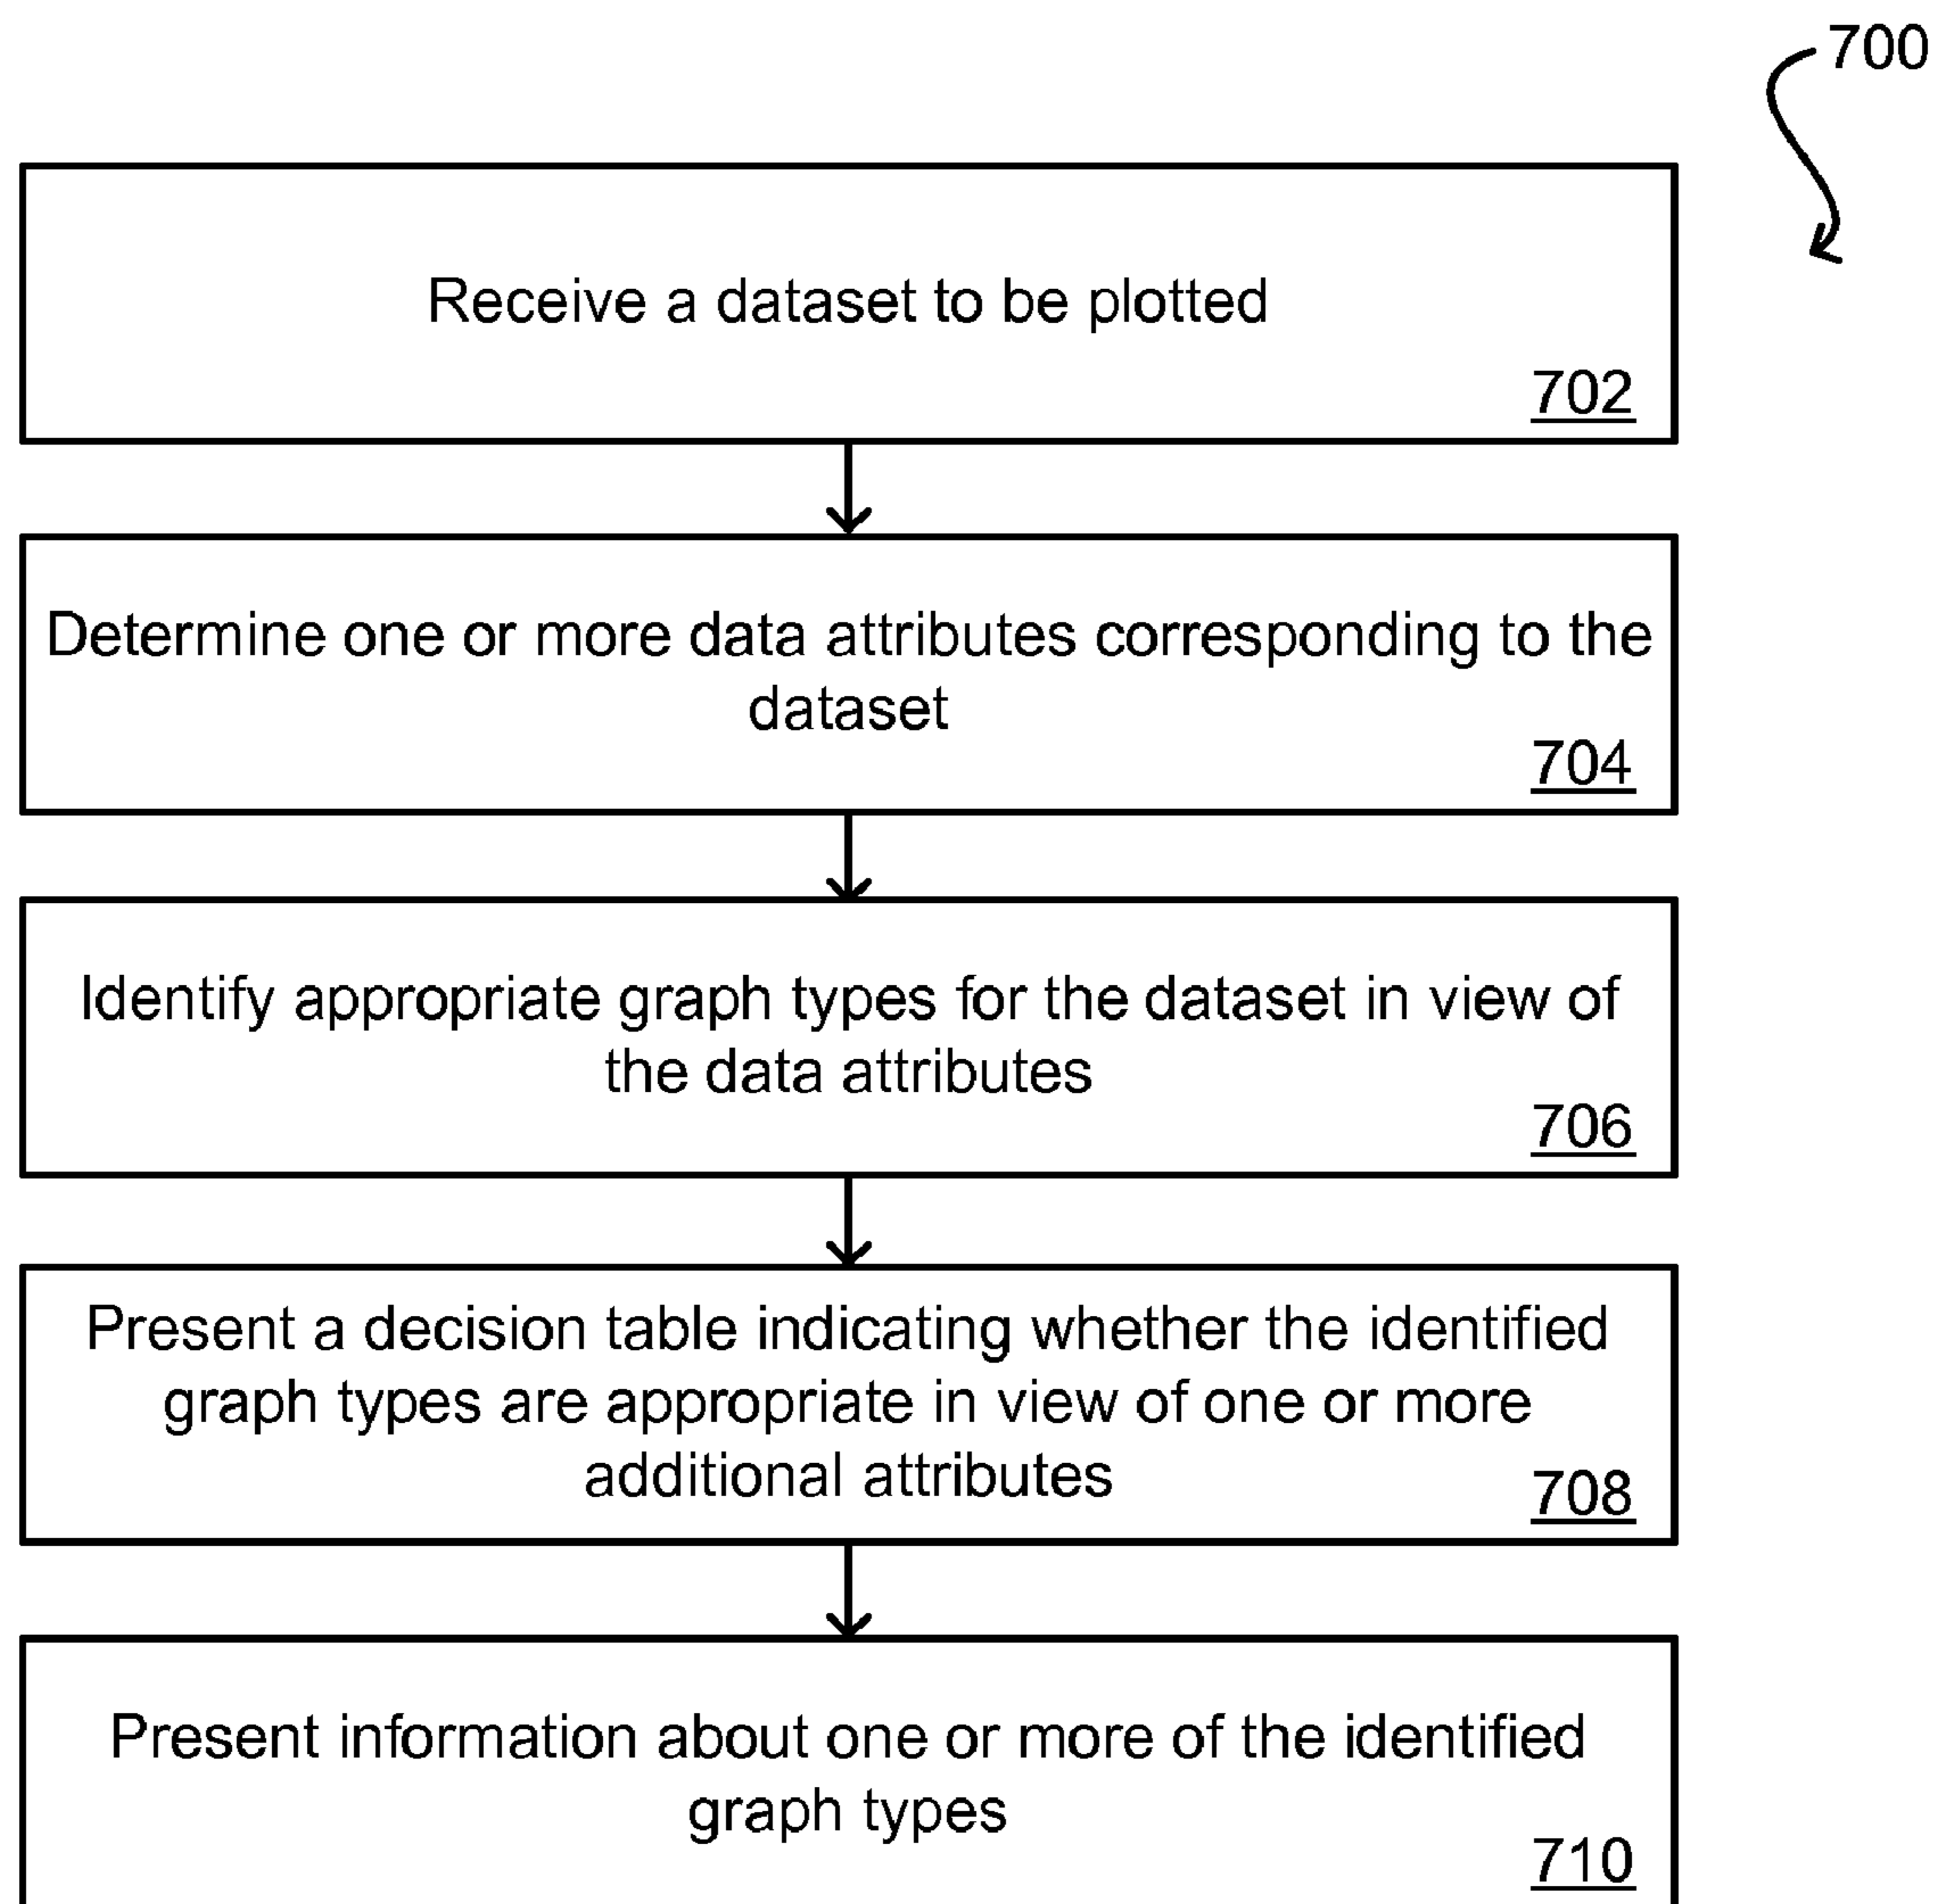 700
Receive a dataset to be plotted
702
Determine one or more data attributes corresponding to the
dataset
704
Identify appropriate graph types for the dataset in view of
the data attributes
706
Present a decision table indicating whether the identified
graph types are appropriate in view of one or more
additional attributes
708
Present information about one or more of the identified
graph types
710